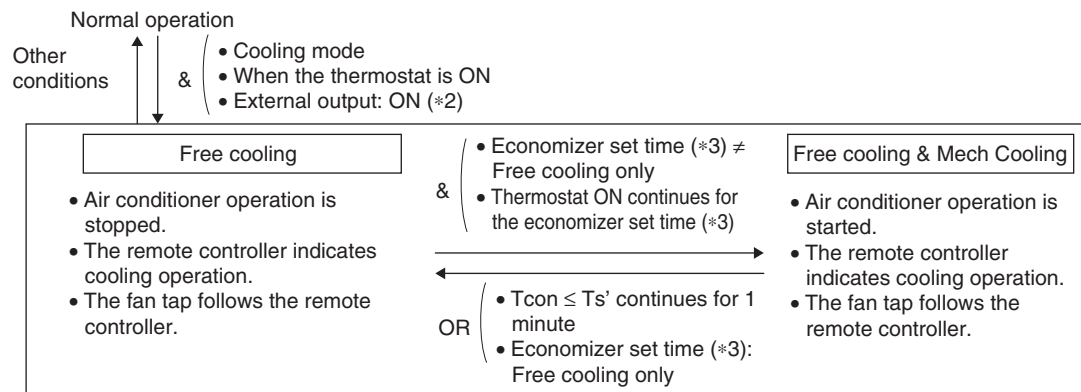 Normal operation
Other
conditions
&
• Cooling mode
• When the thermostat is ON
• External output: ON (*2)
Free cooling
• Air conditioner operation is
stopped.
• The remote controller indicates
cooling operation.
• The fan tap follows the remote
controller.
&
• Economizer set time (*3) ≠
Free cooling only
• Thermostat ON continues for
the economizer set time (*3)
OR
• Tcon ≤ Ts’ continues for 1
minute
• Economizer set time (*3):
Free cooling only
Free cooling & Mech Cooling
• Air conditioner operation is
started.
• The remote controller
indicates cooling operation.
• The fan tap follows the
remote controller.